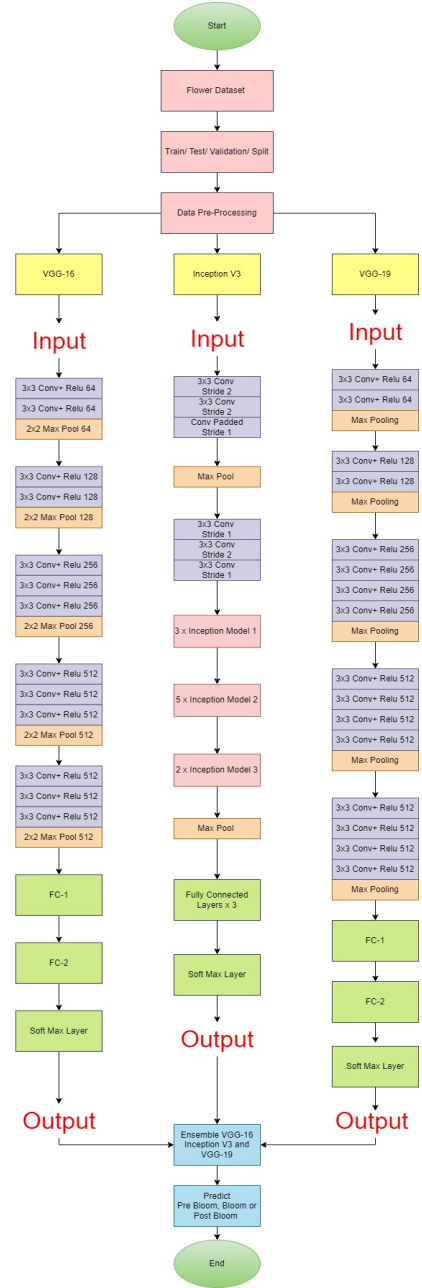 Start
Flower Dataset
Train/ Test/ Validation/ Split
Data Pre-Processing
VGG-16
Input
3x3 Conv+ Relu 64
3x3 Conv+ Relu 64
2x2 Max Pool 64
3x3 Conv+ Relu 128
3x3 Conv+ Relu 128
2x2 Max Pool 128
3x3 Conv+ Relu 256
3x3 Conv+ Relu 256
3x3 Conv+ Relu 256
2x2 Max Pool 256
3x3 Conv+ Relu 512
3x3 Conv+ Relu 512
3x3 Conv+ Relu 512
2x2 Max Pool 512
3x3 Conv+ Relu 512
3x3 Conv+ Relu 512
3x3 Conv+ Relu 512
2x2 Max Pool 512
FC-1
FC-2
Soft Max Layer
Output
Inception V3
Input
3x3 Conv
Stride 2
3x3 Conv
Stride 2
Conv Padded
Stride 1
Max Pool
3x3 Conv
Stride 1
3x3 Conv
Stride 2
3x3 Conv
Stride 1
3 x Inception Model 1
5 x Inception Model 2
2 x Inception Model 3
Max Pool
Fully Connected
Layers x 3
Soft Max Layer
Output
VGG-19
Input
3x3 Conv+ Relu 64
3x3 Conv+ Relu 64
Max Pooling
3x3 Conv+ Relu 128
3x3 Conv+ Relu 128
Max Pooling
3x3 Conv+ Relu 256
3x3 Conv+ Relu 256
3x3 Conv+ Relu 256
3x3 Conv+ Relu 256
Max Pooling
3x3 Conv+ Relu 512
3x3 Conv+ Relu 512
3x3 Conv+ Relu 512
3x3 Conv+ Relu 512
Max Pooling
3x3 Conv+ Relu 512
3x3 Conv+ Relu 512
3x3 Conv+ Relu 512
3x3 Conv+ Relu 512
Max Pooling
FC-1
FC-2
Soft Max Layer
Output
Ensemble VGG-16
Inception V3 and
VGG-19
Predict
Pre Bloom, Bloom or
Post Bloom
End